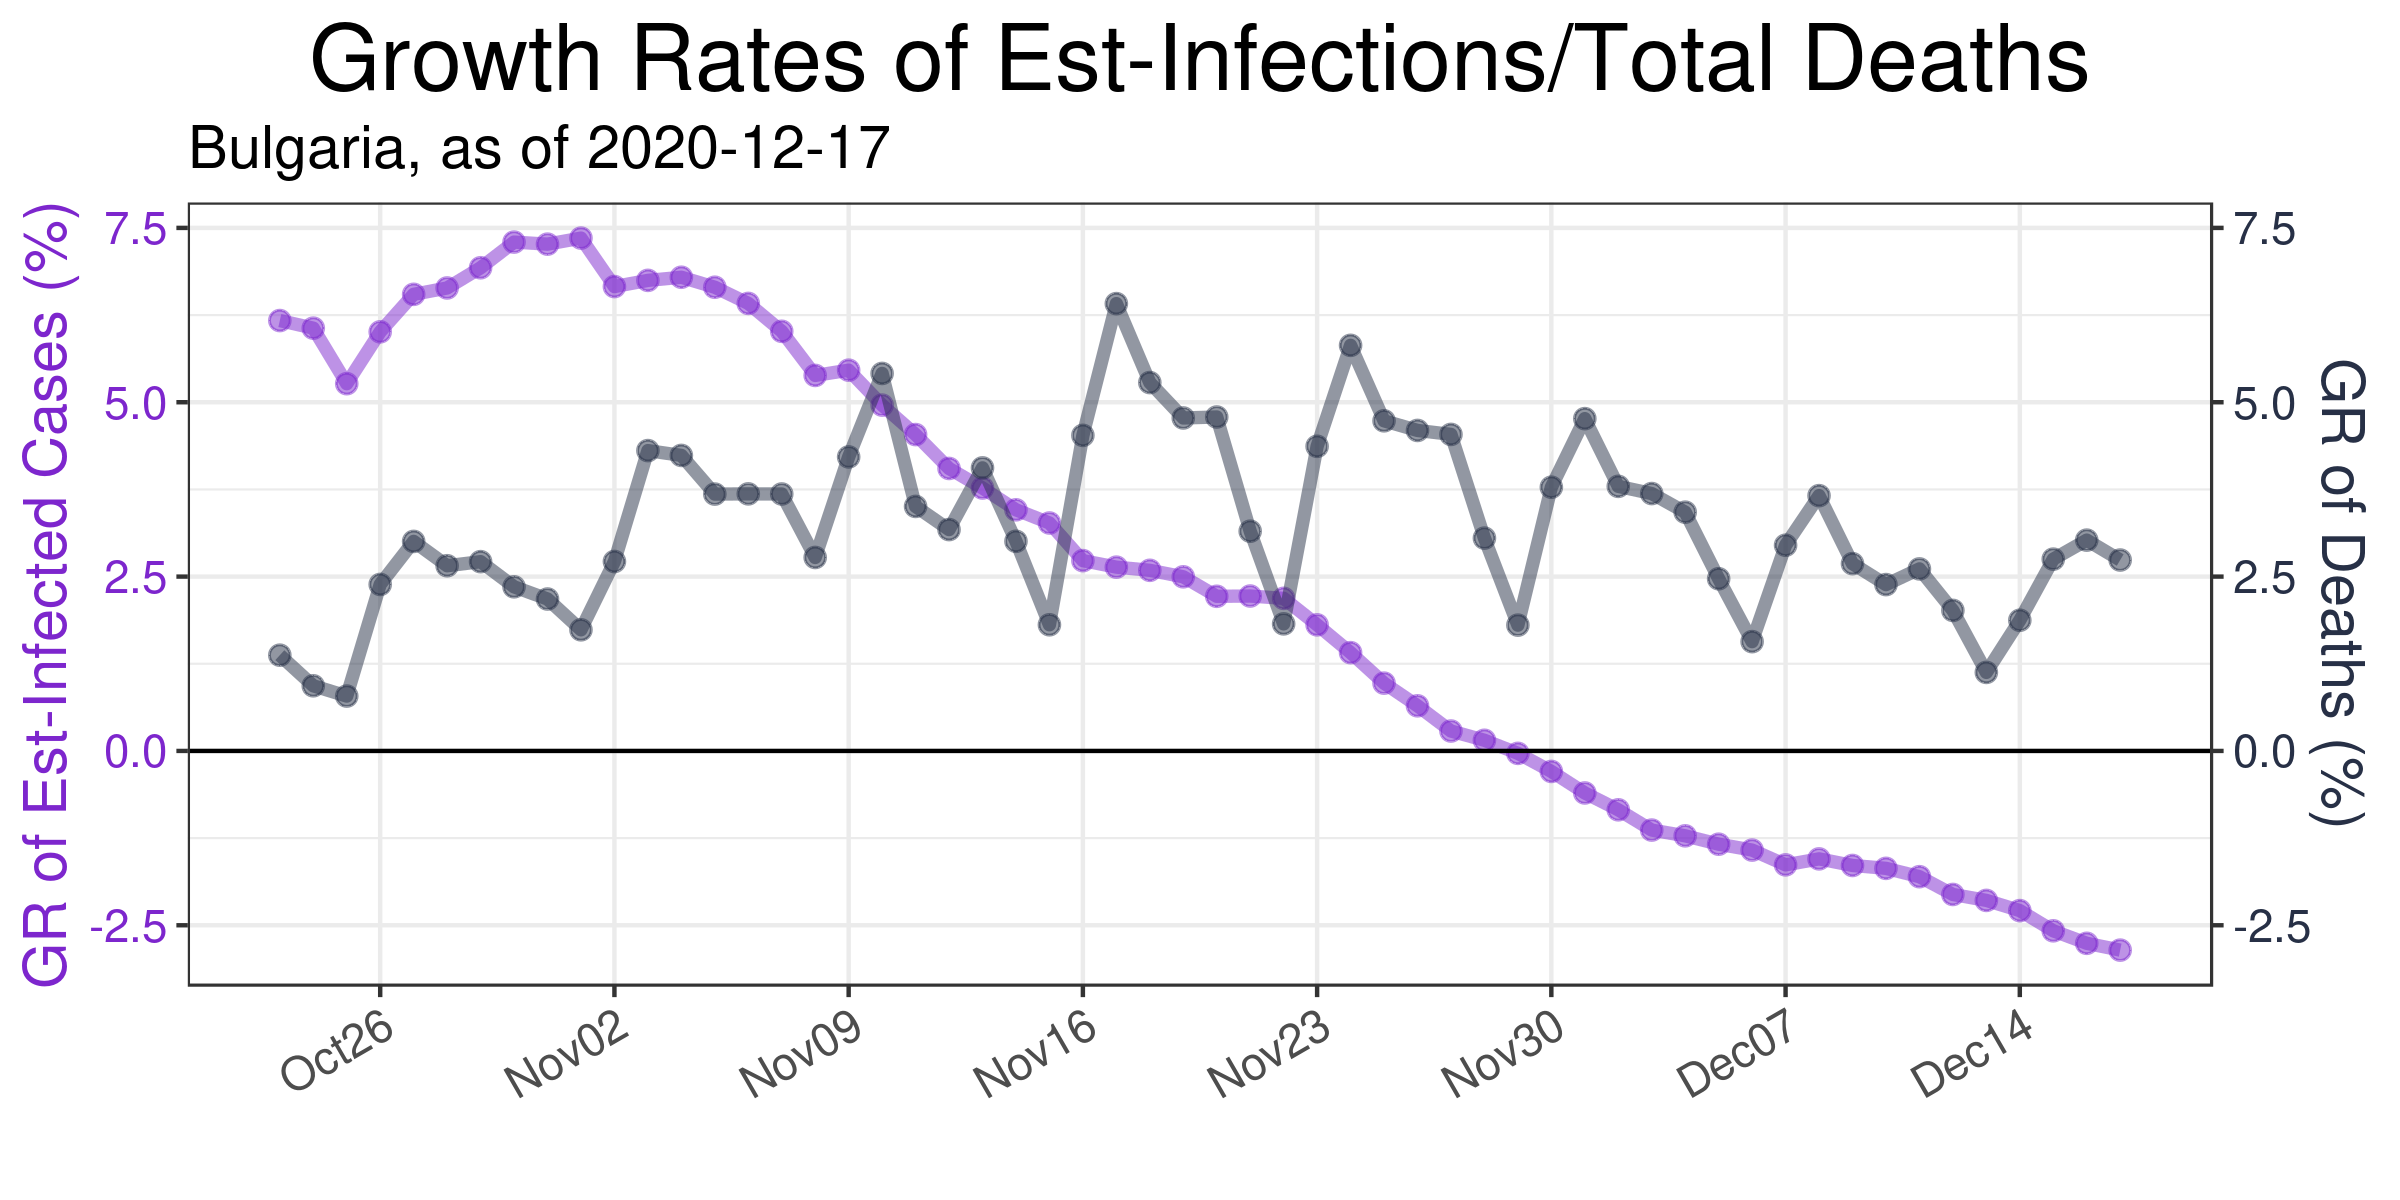 Growth Rates of Est-Infections/Total Deaths
Bulgaria, as of 2020-12-17
GR of Est-Infected Cases (%)
7.5
5.0
2.5
0.0
-2.5
7.5
5.0
2.5
0.0
-2.5
GR of Deaths (%)
Oct26
Nov02
Nov09
Nov16
Nov23
Nov30
Dec07
Dec14